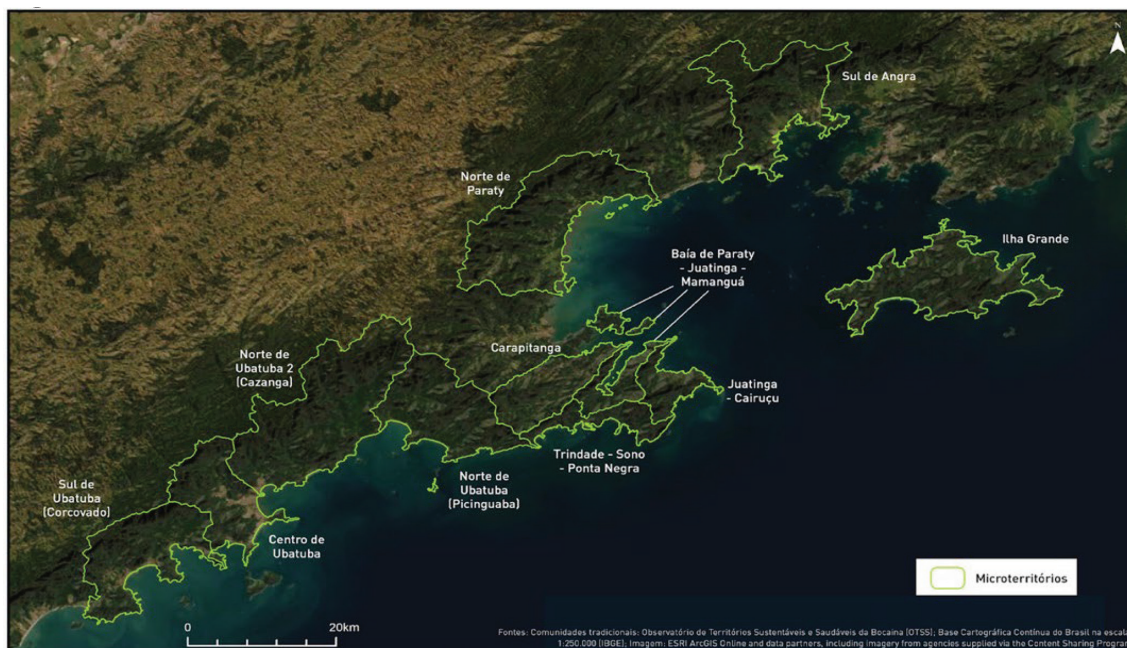 N
Sul de Angra
Norte de
Paraty
Ilha Grande
Baía de Paraty
- Juatinga -
Mamanguá
Carapitanga
Norte de
Ubatuba 2
(Cazanga)
Juatinga
- Cairuçu
Trindade - Sono
- Ponta Negra
Sul de
Ubatuba
(Corcovado)
Norte de
Ubatuba
(Picinguaba)
Centro de
Ubatuba
Microterritórios
0 20km
Fontes: Comunidades tradicionais: Observatório de Territórios Sustentáveis e Saudáveis da Bocaina (OTSS); Base Cartográfica Contínua do Brasil na escala
1:250.000 (IBGE); Imagem: ESRI ArcGIS Online and data partners, including imagery from agencies supplied via the Content Sharing Program